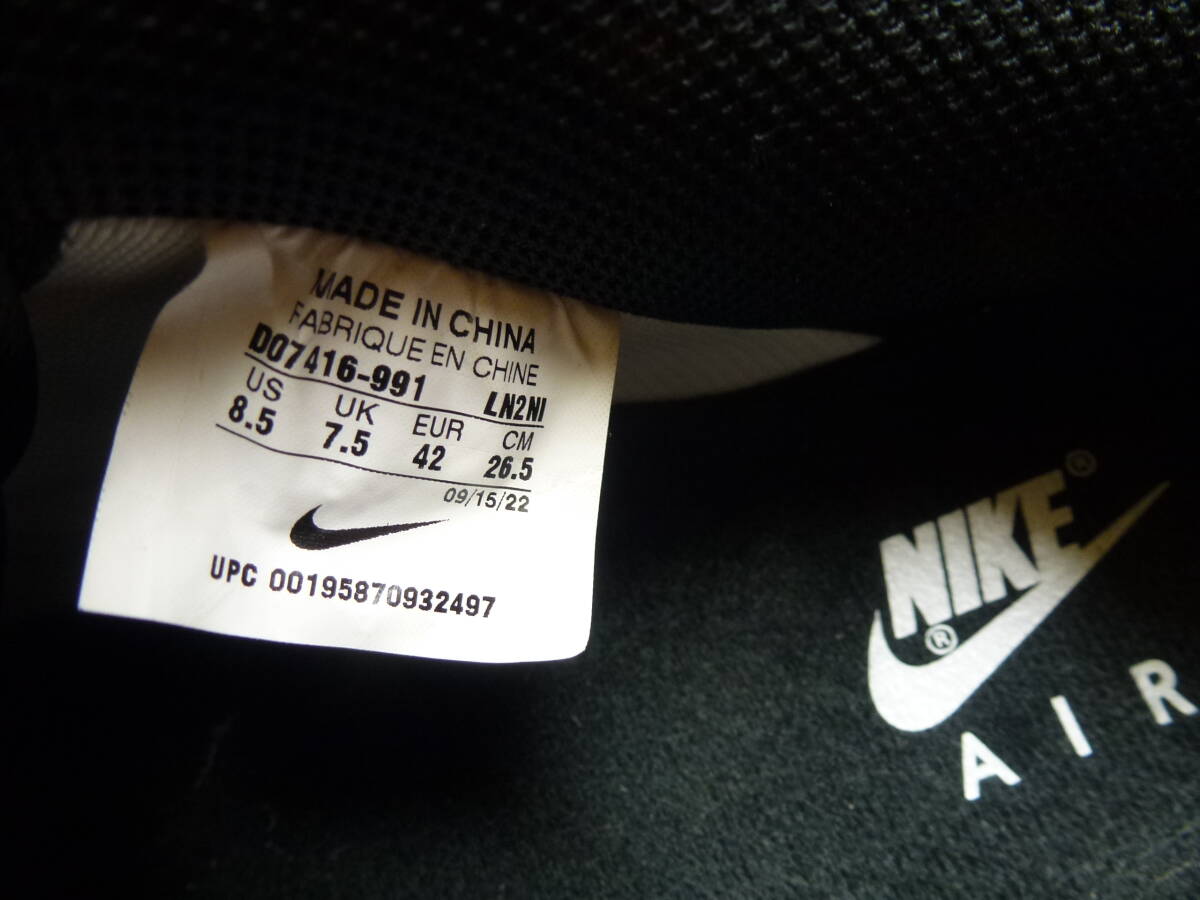 MADE IN CHINA
FABRIQUE EN CHINE
DO7416-991 LN2NI
US UK EUR CM
8.5 7.5 42 26.5
09/15/22
UPC 00195870932497
NIKE®
®
AIR